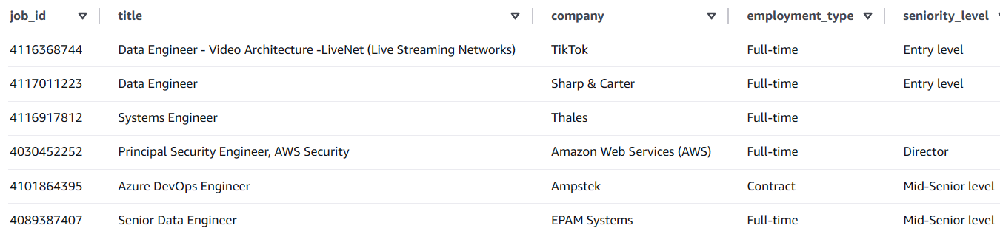 job_id title company employment_type seniority_level
4116368744 Data Engineer - Video Architecture -LiveNet (Live Streaming Networks) TikTok Full-time Entry level
4117011223 Data Engineer Sharp & Carter Full-time Entry level
4116917812 Systems Engineer Thales Full-time
4030452252 Principal Security Engineer, AWS Security Amazon Web Services (AWS) Full-time Director
4101864395 Azure DevOps Engineer Ampstek Contract Mid-Senior level
4089387407 Senior Data Engineer EPAM Systems Full-time Mid-Senior level